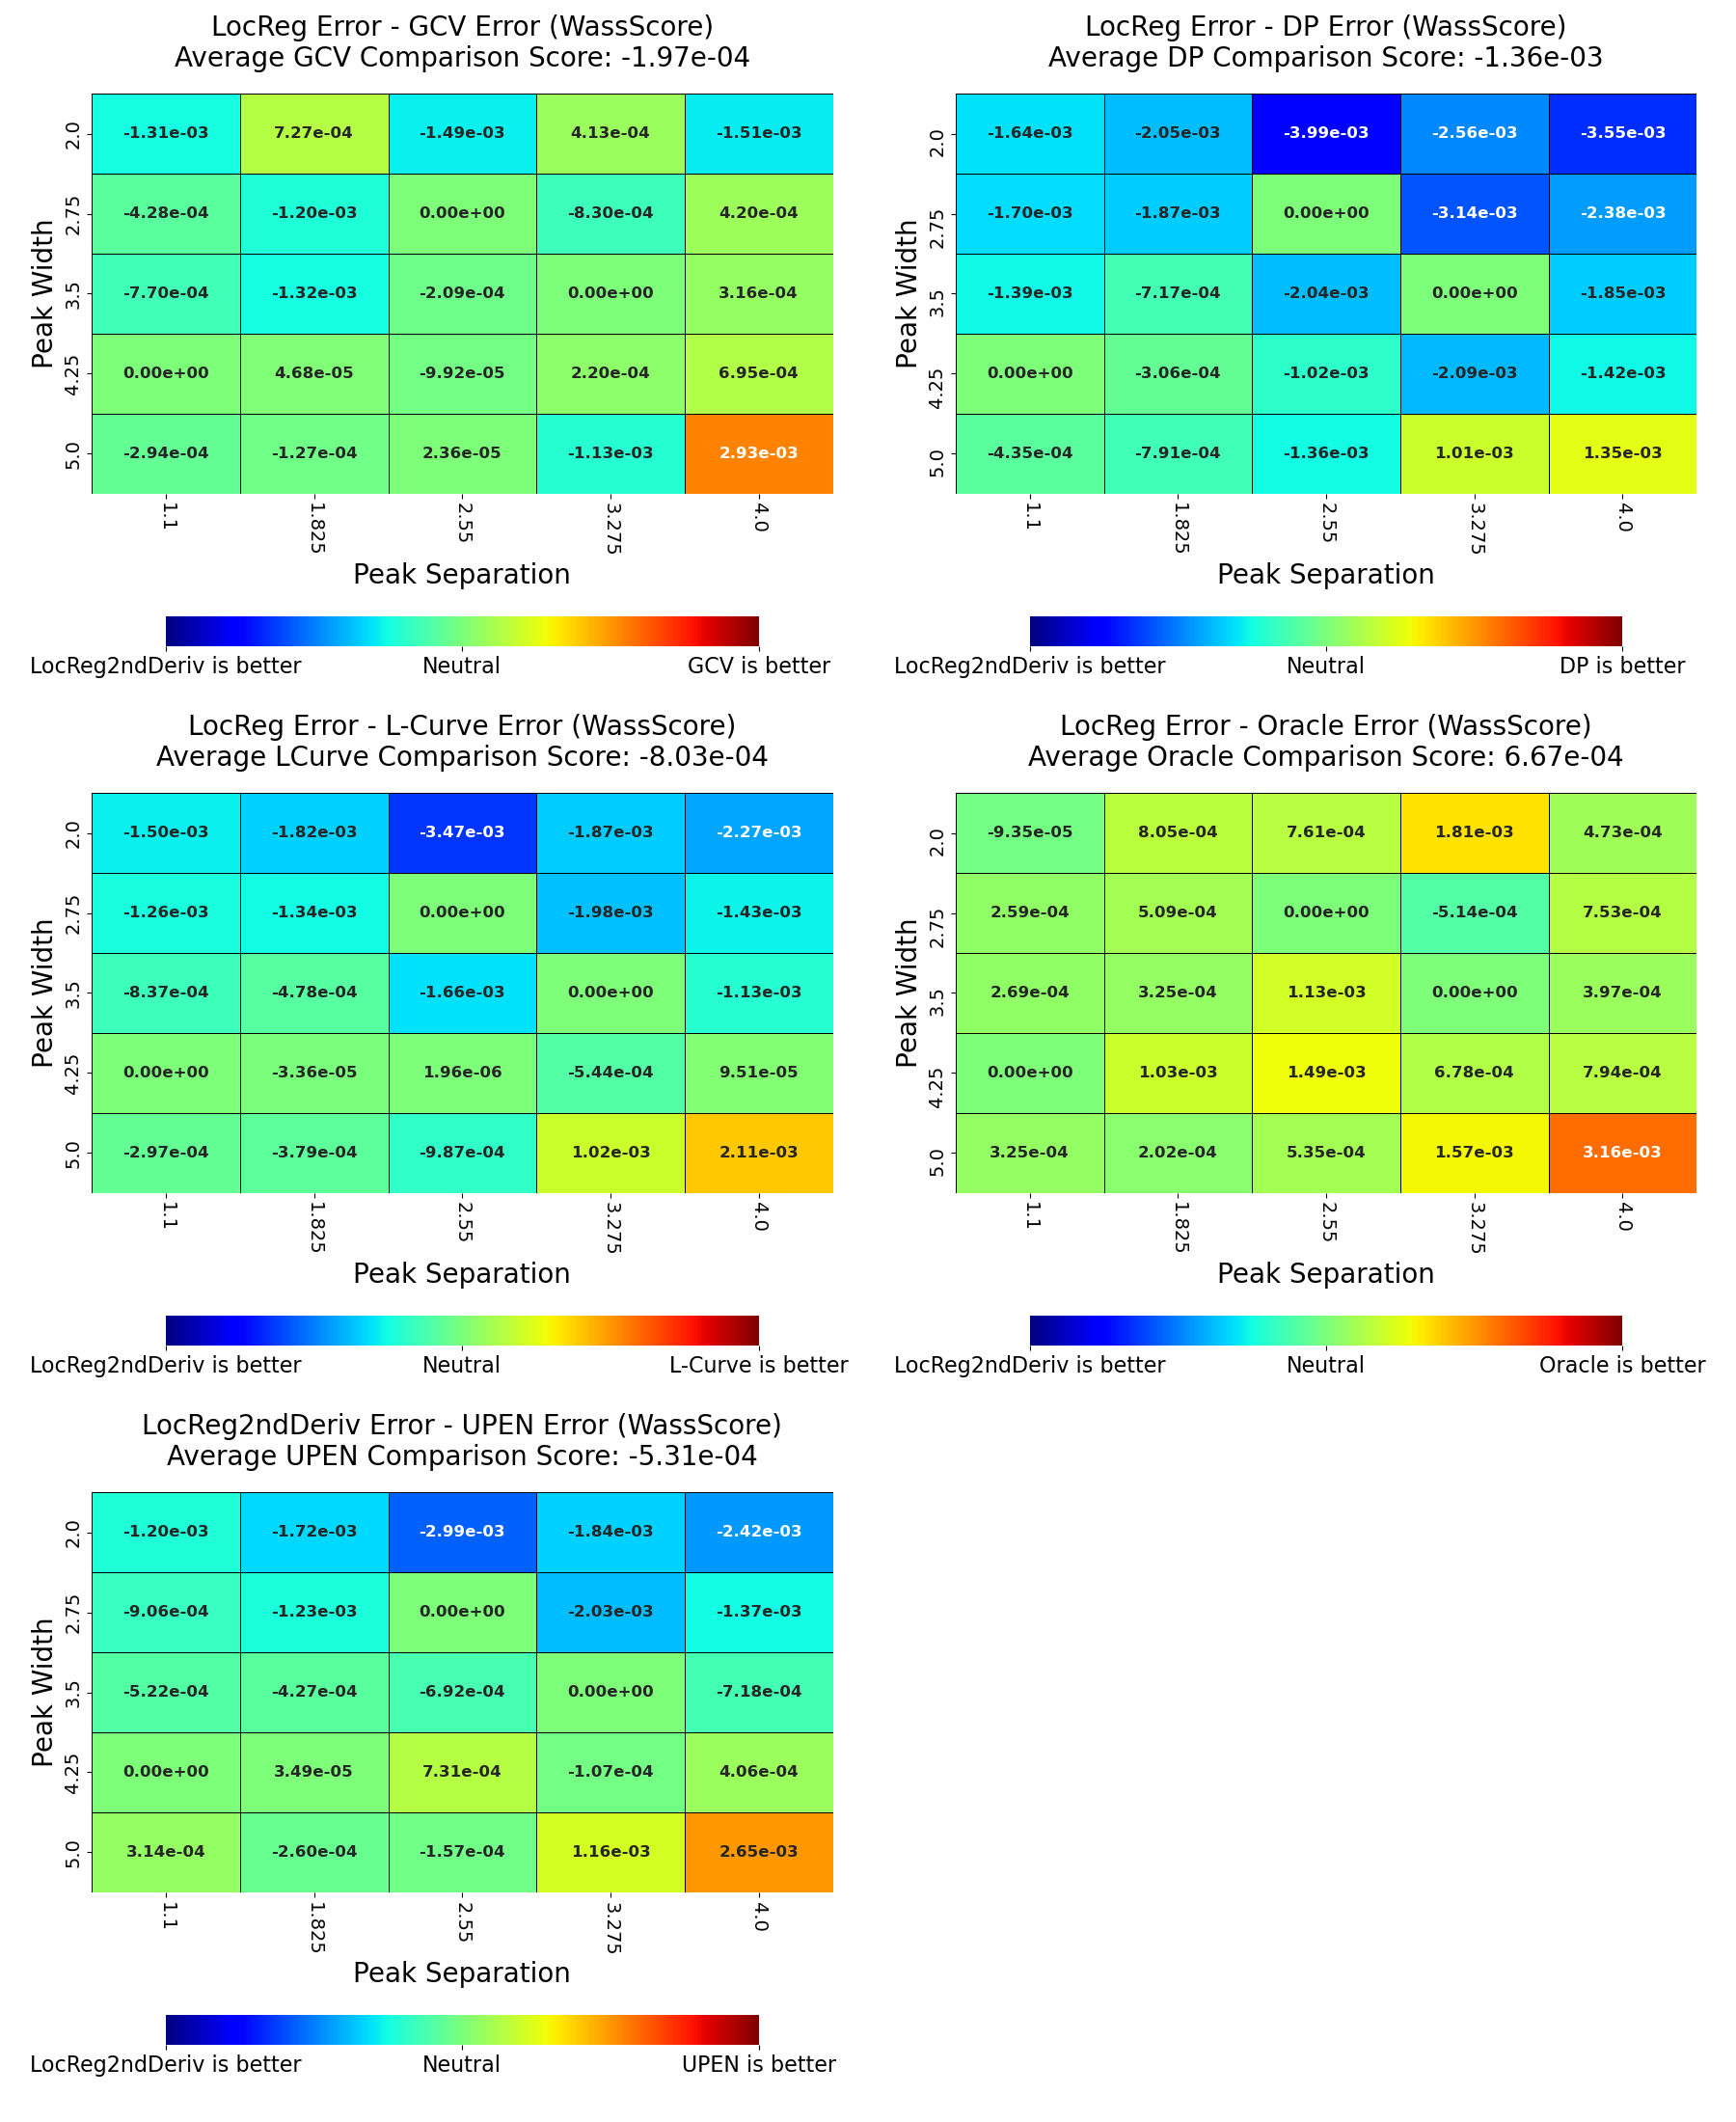 LocReg Error - GCV Error (WassScore)
Average GCV Comparison Score: -1.97e-04
Peak Width
2.0 -1.31e-03 7.27e-04 -1.49e-03 4.13e-04 -1.51e-03
2.75 -4.28e-04 -1.20e-03 0.00e+00 -8.30e-04 4.20e-04
3.5 -7.70e-04 -1.32e-03 -2.09e-04 0.00e+00 3.16e-04
4.25 0.00e+00 4.68e-05 -9.92e-05 2.20e-04 6.95e-04
5.0 -2.94e-04 -1.27e-04 2.36e-05 -1.13e-03 2.93e-03
1.1 1.825 2.55 3.275 4.0
Peak Separation
LocReg2ndDeriv is better Neutral GCV is better
LocReg Error - DP Error (WassScore)
Average DP Comparison Score: -1.36e-03
Peak Width
2.0 -1.64e-03 -2.05e-03 -3.99e-03 -2.56e-03 -3.55e-03
2.75 -1.70e-03 -1.87e-03 0.00e+00 -3.14e-03 -2.38e-03
3.5 -1.39e-03 -7.17e-04 -2.04e-03 0.00e+00 -1.85e-03
4.25 0.00e+00 -3.06e-04 -1.02e-03 -2.09e-03 -1.42e-03
5.0 -4.35e-04 -7.91e-04 -1.36e-03 1.01e-03 1.35e-03
1.1 1.825 2.55 3.275 4.0
Peak Separation
LocReg2ndDeriv is better Neutral DP is better
LocReg Error - L-Curve Error (WassScore)
Average LCurve Comparison Score: -8.03e-04
Peak Width
2.0 -1.50e-03 -1.82e-03 -3.47e-03 -1.87e-03 -2.27e-03
2.75 -1.26e-03 -1.34e-03 0.00e+00 -1.98e-03 -1.43e-03
3.5 -8.37e-04 -4.78e-04 -1.66e-03 0.00e+00 -1.13e-03
4.25 0.00e+00 -3.36e-05 1.96e-06 -5.44e-04 9.51e-05
5.0 -2.97e-04 -3.79e-04 -9.87e-04 1.02e-03 2.11e-03
1.1 1.825 2.55 3.275 4.0
Peak Separation
LocReg2ndDeriv is better Neutral L-Curve is better
LocReg Error - Oracle Error (WassScore)
Average Oracle Comparison Score: 6.67e-04
Peak Width
2.0 -9.35e-05 8.05e-04 7.61e-04 1.81e-03 4.73e-04
2.75 2.59e-04 5.09e-04 0.00e+00 -5.14e-04 7.53e-04
3.5 2.69e-04 3.25e-04 1.13e-03 0.00e+00 3.97e-04
4.25 0.00e+00 1.03e-03 1.49e-03 6.78e-04 7.94e-04
5.0 3.25e-04 2.02e-04 5.35e-04 1.57e-03 3.16e-03
1.1 1.825 2.55 3.275 4.0
Peak Separation
LocReg2ndDeriv is better Neutral Oracle is better
LocReg2ndDeriv Error - UPEN Error (WassScore)
Average UPEN Comparison Score: -5.31e-04
Peak Width
2.0 -1.20e-03 -1.72e-03 -2.99e-03 -1.84e-03 -2.42e-03
2.75 -9.06e-04 -1.23e-03 0.00e+00 -2.03e-03 -1.37e-03
3.5 -5.22e-04 -4.27e-04 -6.92e-04 0.00e+00 -7.18e-04
4.25 0.00e+00 3.49e-05 7.31e-04 -1.07e-04 4.06e-04
5.0 3.14e-04 -2.60e-04 -1.57e-04 1.16e-03 2.65e-03
1.1 1.825 2.55 3.275 4.0
Peak Separation
LocReg2ndDeriv is better Neutral UPEN is better